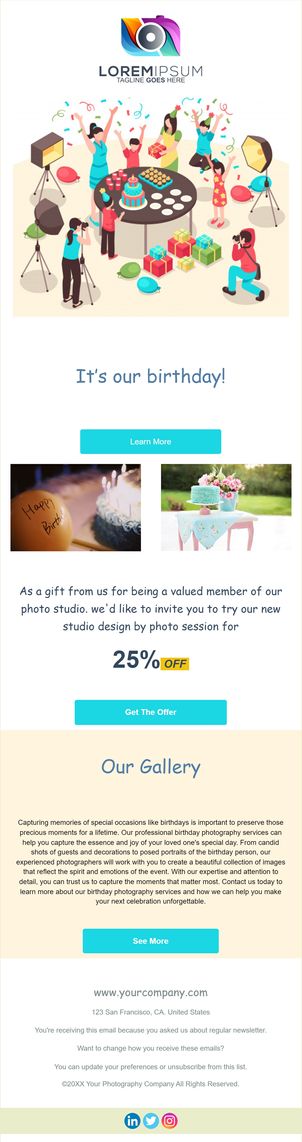 LOREMIPSUM
TAGLINE GOES HERE
It's our birthday!
Learn More
Happy
Birth
As a gift from us for being a valued member of our
photo studio. we'd like to invite you to try our new
studio design by photo session for
25% OFF
Get The Offer
Our Gallery
Capturing memories of special occasions like birthdays is important to preserve those
precious moments for a lifetime. Our professional birthday photography services can
help you capture the essence and joy of your loved one's special day. From candid
shots of guests and decorations to posed portraits of the birthday person, our
experienced photographers will work with you to create a beautiful collection of images
that reflect the spirit and emotions of the event. With our expertise and attention to
detail, you can trust us to capture the moments that matter most. Contact us today to
learn more about our birthday photography services and how we can help you make
your next celebration unforgettable.
See More
www.yourcompany.com
123 San Francisco, CA, United States
You're receiving this email because you asked us about regular newsletter.
Want to change how you receive these emails?
You can update your preferences or unsubscribe from this list.
©20XX Your Photography Company All Rights Reserved.
in